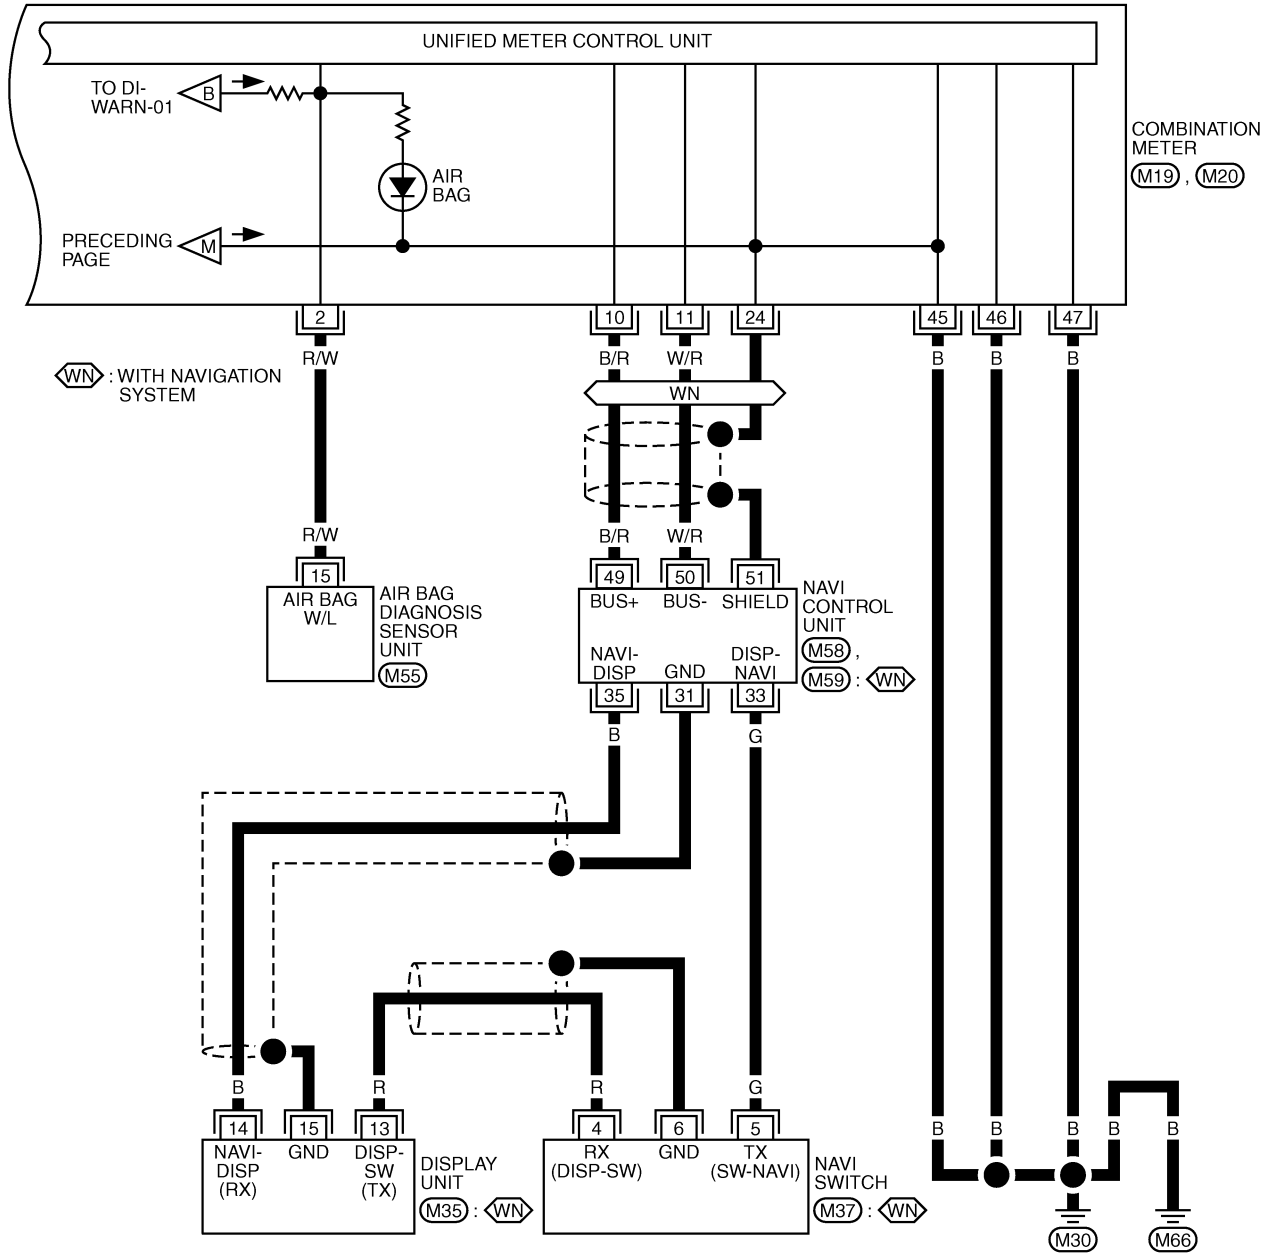 UNIFIED METER CONTROL UNIT
TO DI-
WARN-01
B
AIR
BAG
PRECEDING
PAGE
M
COMBINATION
METER
M19 , M20
2
10
11
24
45
46
47
R/W
B/R
W/R
B
B
B
WN : WITH NAVIGATION
SYSTEM
WN
R/W
B/R
W/R
15
49
50
51
AIR BAG
W/L
AIR BAG
DIAGNOSIS
SENSOR
UNIT
M55
BUS+
BUS-
SHIELD
NAVI-
DISP
GND
DISP-
NAVI
NAVI
CONTROL
UNIT
M58 ,
M59 : WN
35
31
33
B
G
B
R
R
G
14
15
13
4
6
5
NAVI-
DISP
(RX)
GND
DISP-
SW
(TX)
DISPLAY
UNIT
M35 : WN
RX
(DISP-SW)
GND
TX
(SW-NAVI)
NAVI
SWITCH
M37 : WN
B
B
B
B
B
M30
M66